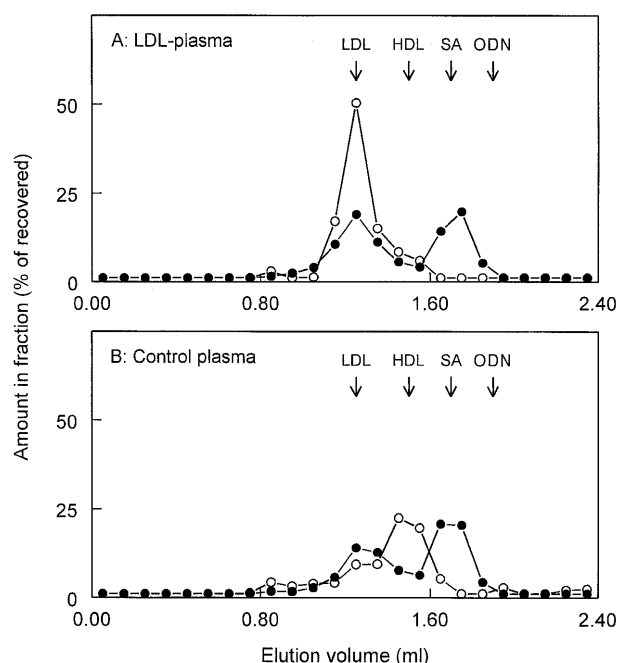 A: LDL-plasma
LDL HDL SA ODN
50
25
0
0.00 0.80 1.60 2.40
Amount in fraction (% of recovered)
B: Control plasma
LDL HDL SA ODN
50
25
0
0.00 0.80 1.60 2.40
Elution volume (ml)